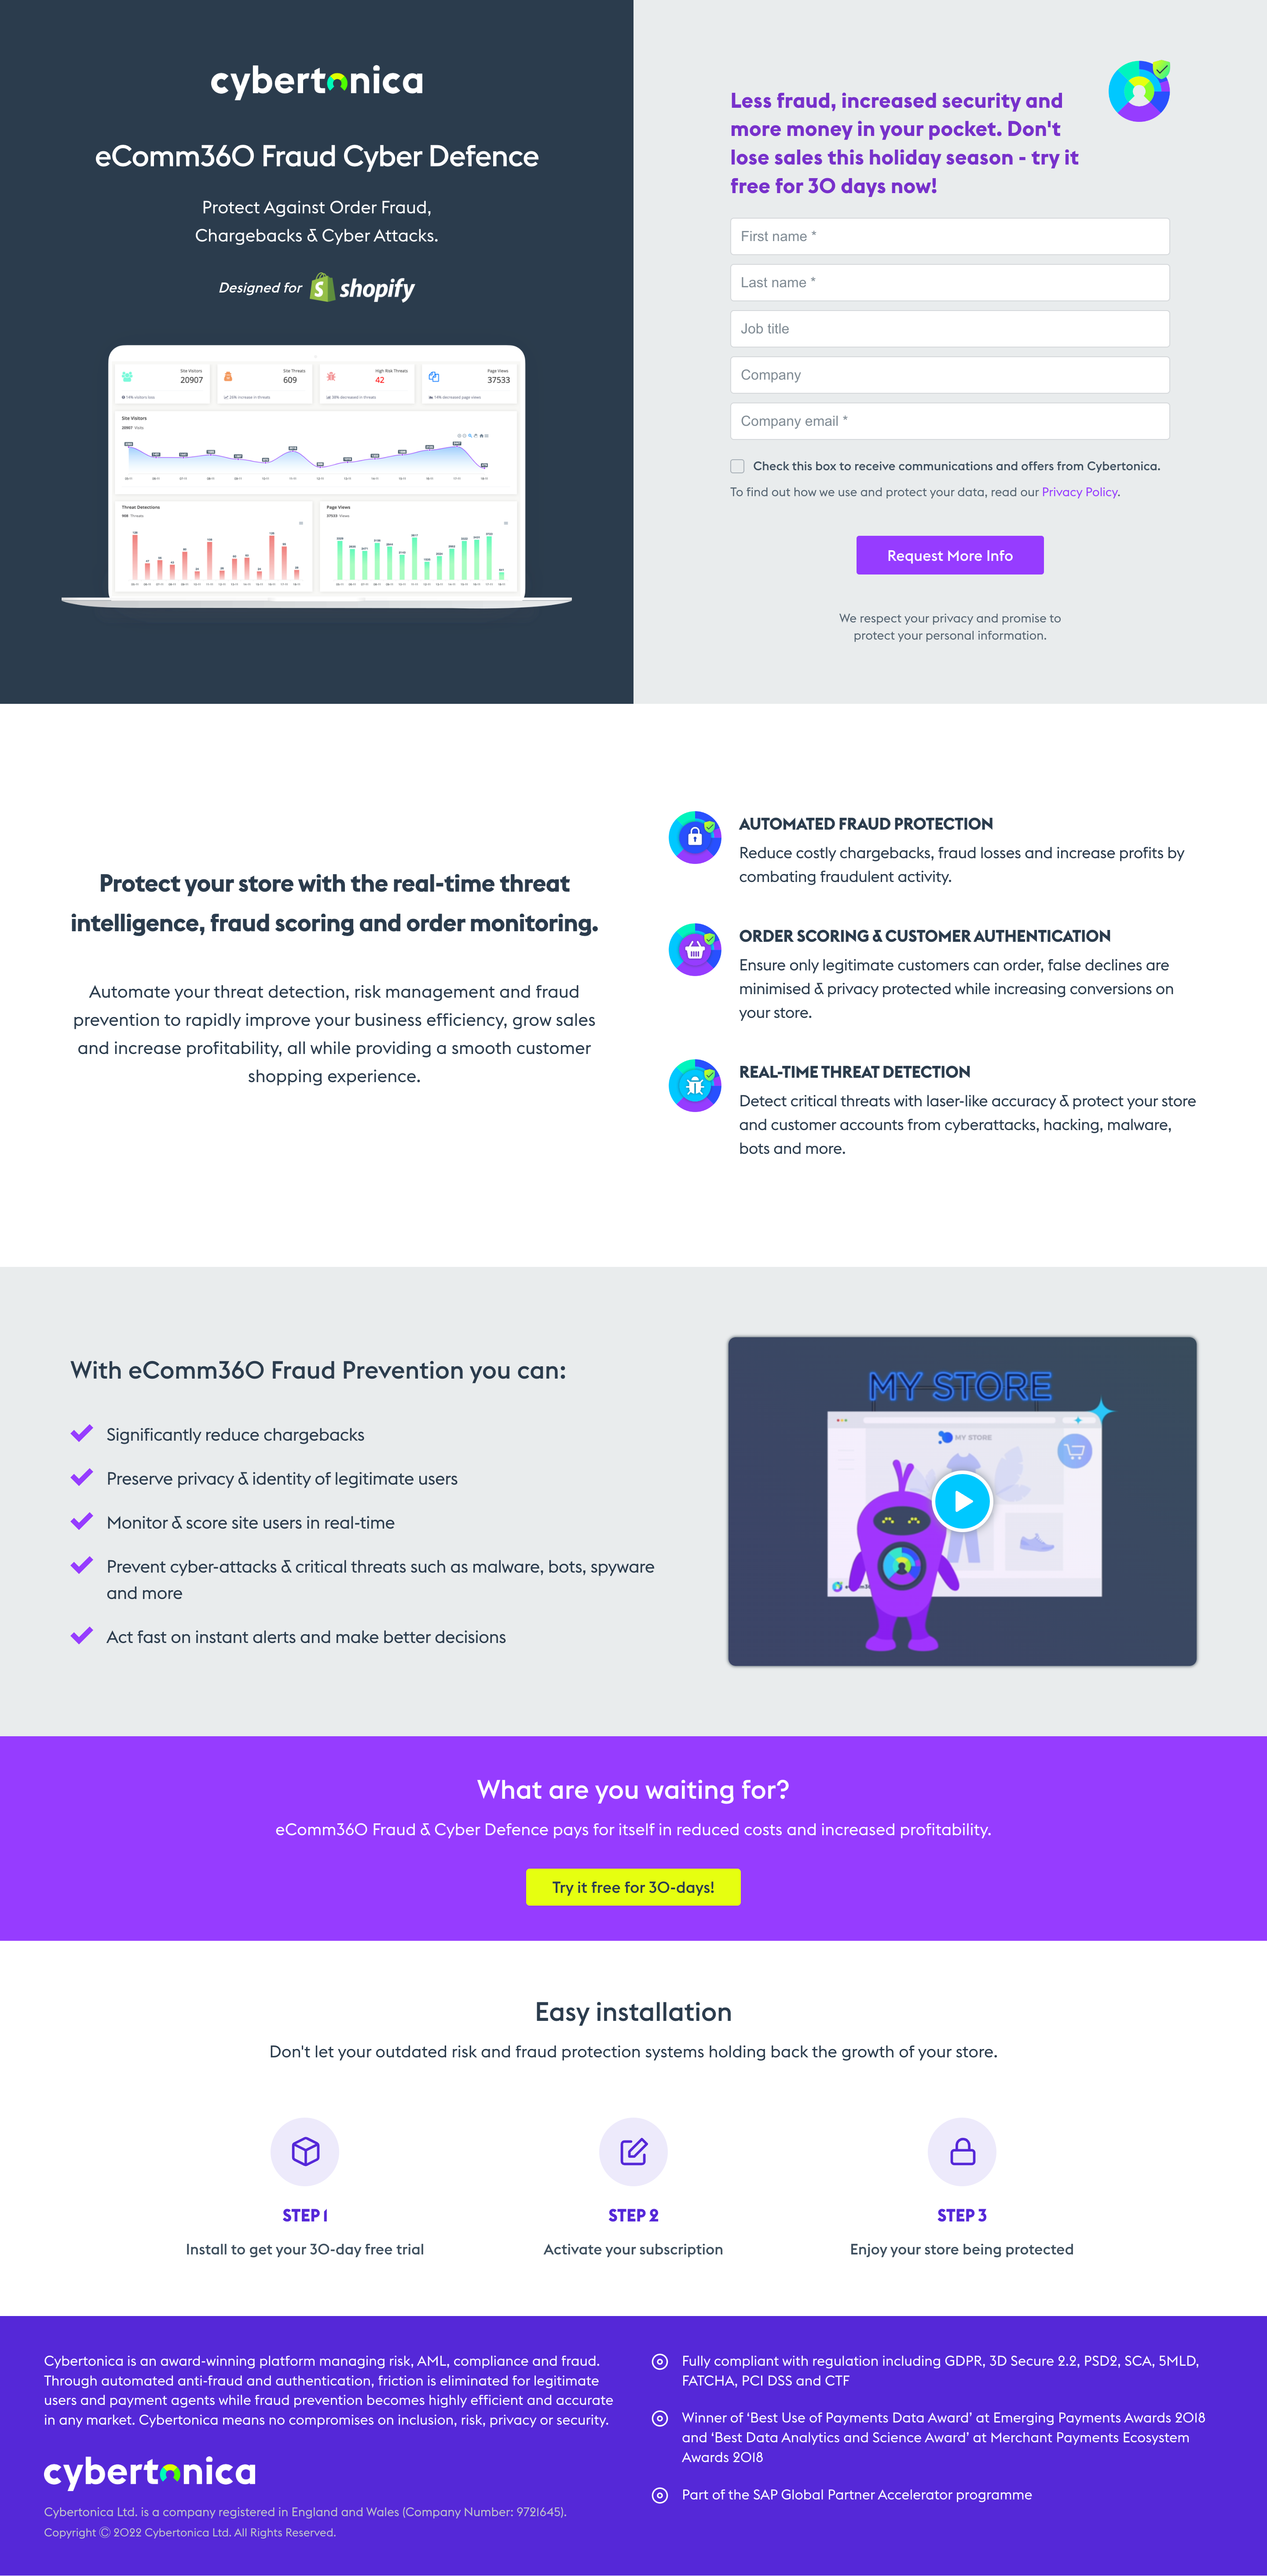 cybertonica
eComm360 Fraud Cyber Defence
Protect Against Order Fraud,
Chargebacks & Cyber Attacks.
Designed for shopify
Site Visitors
20907
14% visitors loss
Site Threats
609
High Risk Threats
42
Page Views
37533
14% decreased page views
Site Visitors
20907 Visits
Threat Detections
Threats
Page Views
37533 Views
Less fraud, increased security and
more money in your pocket. Don't
lose sales this holiday season - try it
free for 30 days now!
First name *
Last name *
Job title
Company
Company email *
Check this box to receive communications and offers from Cybertonica.
To find out how we use and protect your data, read our Privacy Policy.
Request More Info
We respect your privacy and promise to
protect your personal information.
Protect your store with the real-time threat
intelligence, fraud scoring and order monitoring.
Automate your threat detection, risk management and fraud
prevention to rapidly improve your business efficiency, grow sales
and increase profitability, all while providing a smooth customer
shopping experience.
AUTOMATED FRAUD PROTECTION
Reduce costly chargebacks, fraud losses and increase profits by
combating fraudulent activity.
ORDER SCORING & CUSTOMER AUTHENTICATION
Ensure only legitimate customers can order, false declines are
minimised & privacy protected while increasing conversions on
your store.
REAL-TIME THREAT DETECTION
Detect critical threats with laser-like accuracy & protect your store
and customer accounts from cyberattacks, hacking, malware,
bots and more.
With eComm360 Fraud Prevention you can:
Significantly reduce chargebacks
Preserve privacy & identity of legitimate users
Monitor & score site users in real-time
Prevent cyber-attacks & critical threats such as malware, bots, spyware
and more
Act fast on instant alerts and make better decisions
MY STORE
MY STORE
What are you waiting for?
eComm360 Fraud & Cyber Defence pays for itself in reduced costs and increased profitability.
Try it free for 30-days!
Easy installation
Don't let your outdated risk and fraud protection systems holding back the growth of your store.
STEP 1
Install to get your 30-day free trial
STEP 2
Activate your subscription
STEP 3
Enjoy your store being protected
Cybertonica is an award-winning platform managing risk, AML, compliance and fraud.
Through automated anti-fraud and authentication, friction is eliminated for legitimate
users and payment agents while fraud prevention becomes highly efficient and accurate
in any market. Cybertonica means no compromises on inclusion, risk, privacy or security.
cybertonica
Cybertonica Ltd. is a company registered in England and Wales (Company Number: 9721645).
Copyright © 2022 Cybertonica Ltd. All Rights Reserved.
Fully compliant with regulation including GDPR, 3D Secure 2.2, PSD2, SCA, 5MLD,
FATCHA, PCI DSS and CTF
Winner of ‘Best Use of Payments Data Award’ at Emerging Payments Awards 2018
and ‘Best Data Analytics and Science Award’ at Merchant Payments Ecosystem
Awards 2018
Part of the SAP Global Partner Accelerator programme